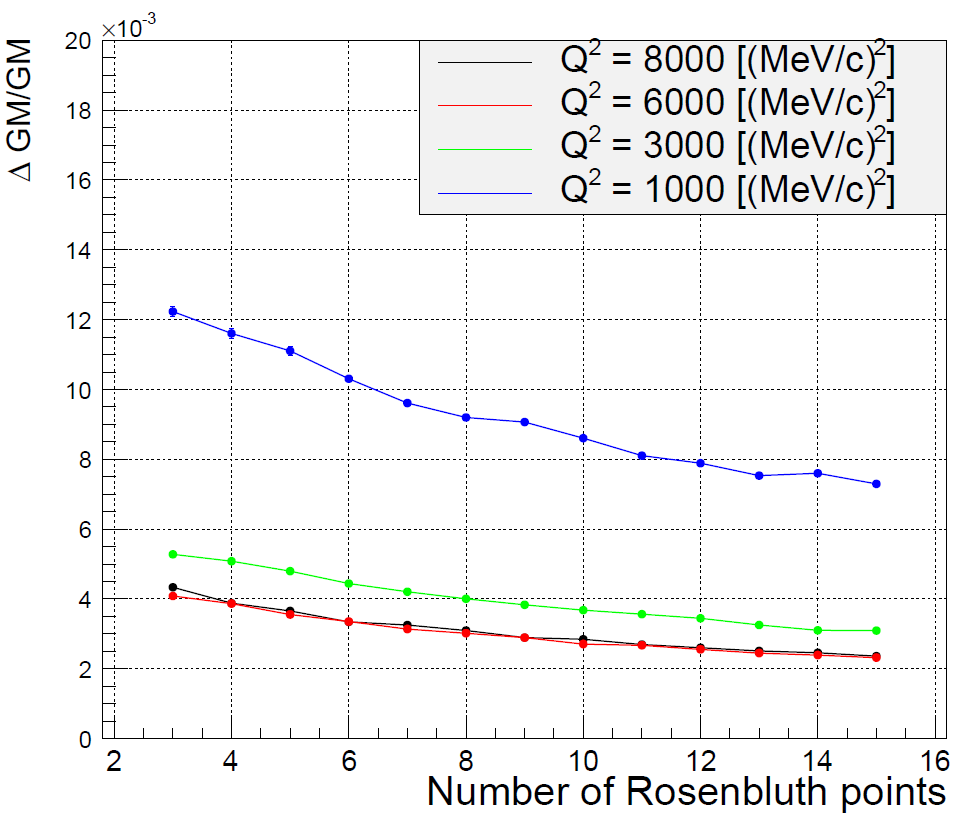 ×10⁻³
Δ GM/GM
20
18
16
14
12
10
8
6
4
2
0
Q² = 8000 [(MeV/c)²]
Q² = 6000 [(MeV/c)²]
Q² = 3000 [(MeV/c)²]
Q² = 1000 [(MeV/c)²]
2 4 6 8 10 12 14 16
Number of Rosenbluth points